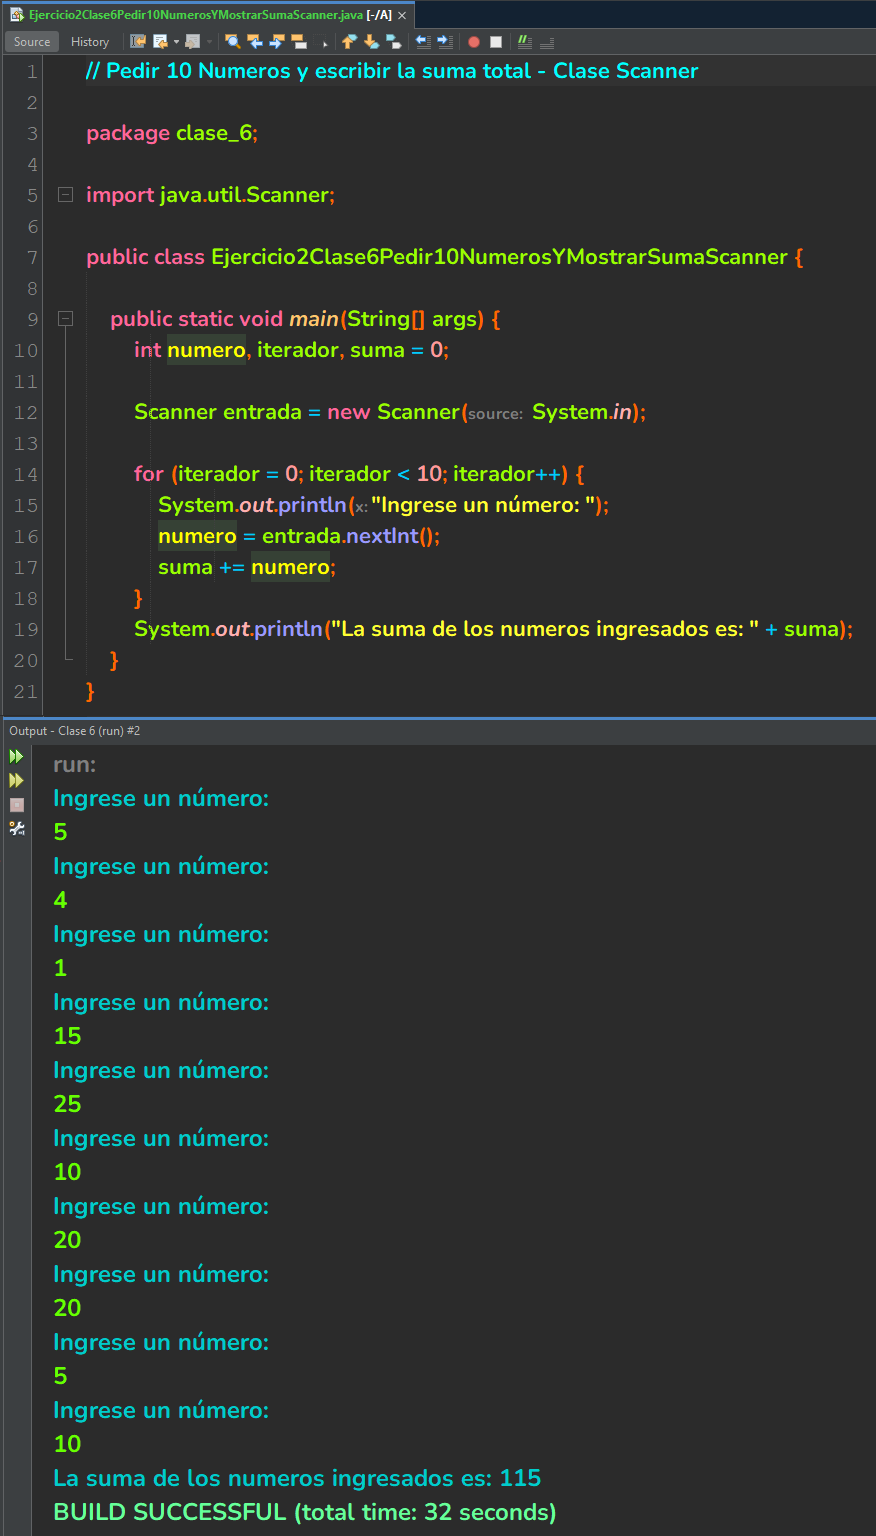 Ejercicio2Clase6Pedir10NumerosYMostrarSumaScanner.java [-/A]
Source History
1 // Pedir 10 Numeros y escribir la suma total - Clase Scanner
2
3 package clase_6;
4
5 import java.util.Scanner;
6
7 public class Ejercicio2Clase6Pedir10NumerosYMostrarSumaScanner {
8
9 public static void main(String[] args) {
10 int numero, iterador, suma = 0;
11
12 Scanner entrada = new Scanner(source: System.in);
13
14 for (iterador = 0; iterador < 10; iterador++) {
15 System.out.println(x: "Ingrese un número: ");
16 numero = entrada.nextInt();
17 suma += numero;
18 }
19 System.out.println("La suma de los numeros ingresados es: " + suma);
20 }
21 }
Output - Clase 6 (run) #2
run:
Ingrese un número:
5
Ingrese un número:
4
Ingrese un número:
1
Ingrese un número:
15
Ingrese un número:
25
Ingrese un número:
10
Ingrese un número:
20
Ingrese un número:
20
Ingrese un número:
5
Ingrese un número:
10
La suma de los numeros ingresados es: 115
BUILD SUCCESSFUL (total time: 32 seconds)